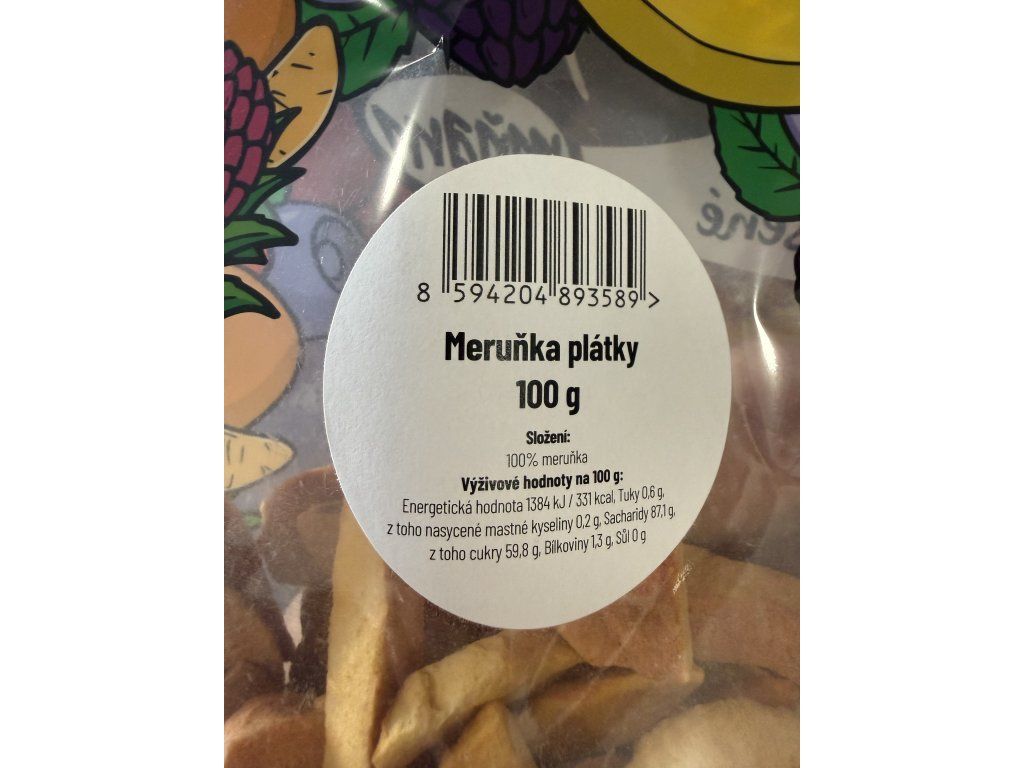 8 594204 893589 >
Meruňka plátky
100 g
Složení:
100% meruňka
Výživové hodnoty na 100 g:
Energetická hodnota 1384 kJ / 331 kcal, Tuky 0,6 g,
z toho nasycené mastné kyseliny 0,2 g, Sacharidy 87,1 g,
z toho cukry 59,8 g, Bílkoviny 1,3 g, Sůl 0 g